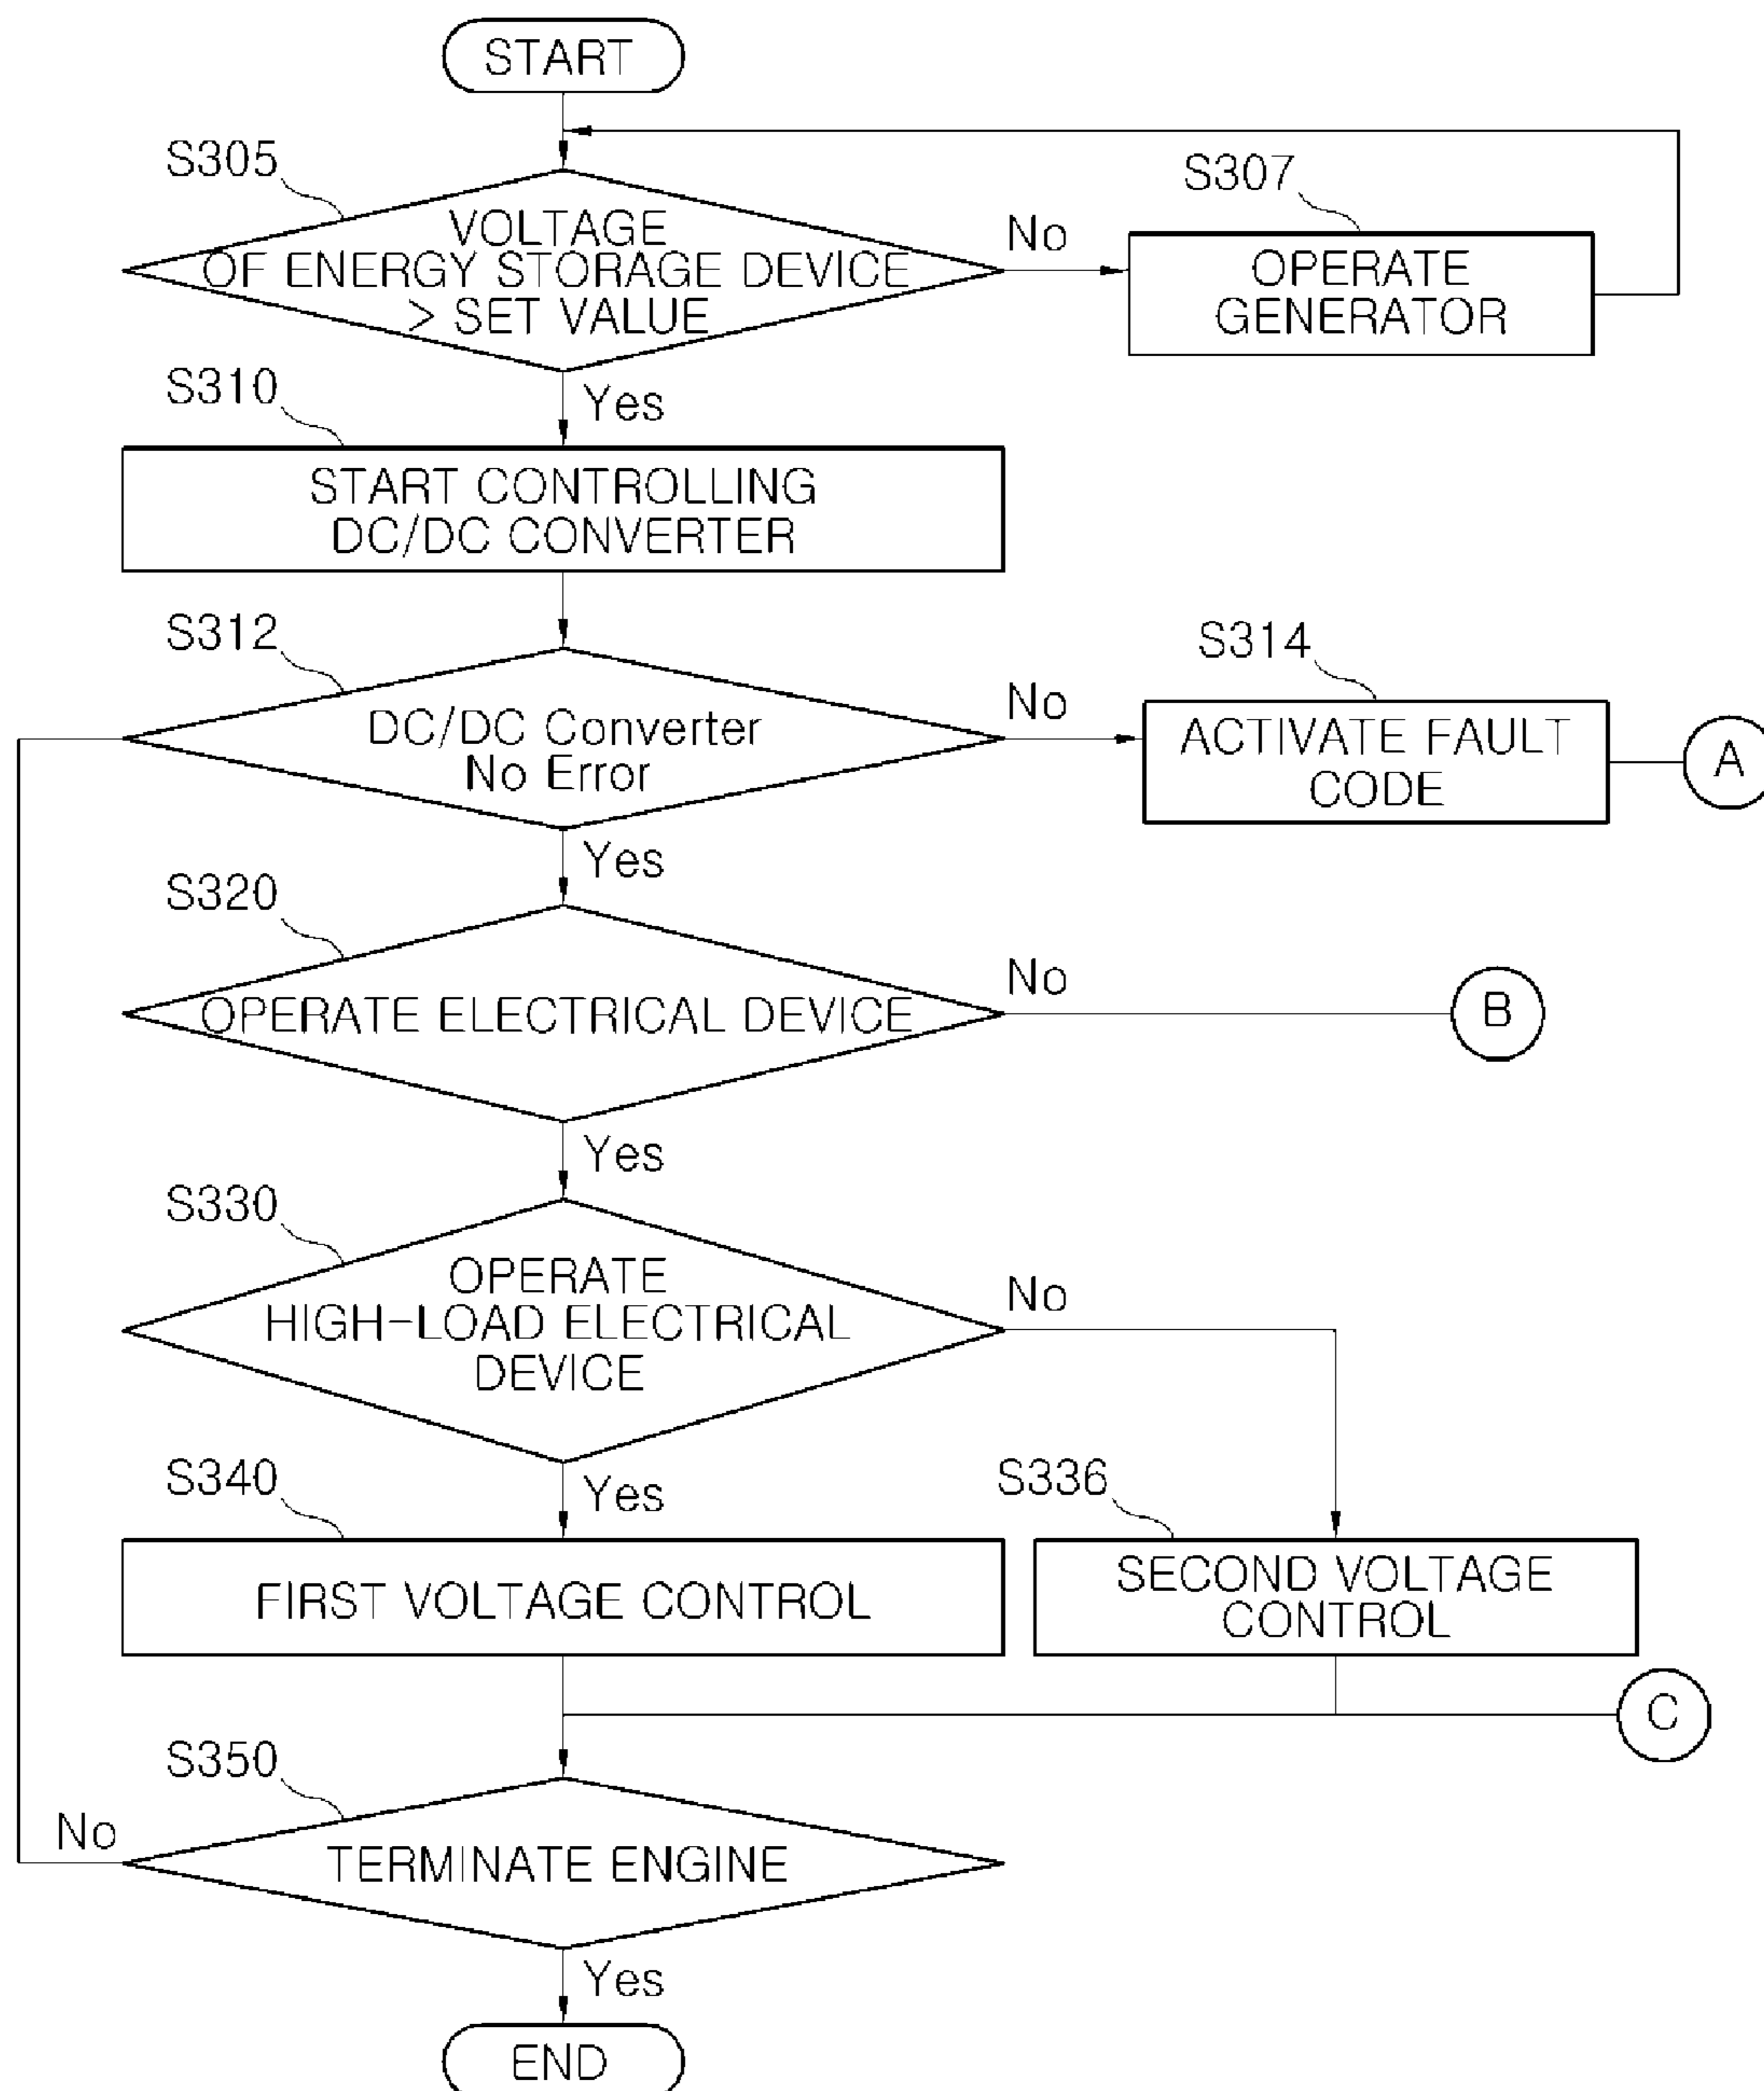 START
S305
VOLTAGE
OF ENERGY STORAGE DEVICE
> SET VALUE
No
S307
OPERATE
GENERATOR
Yes
S310
START CONTROLLING
DC/DC CONVERTER
S312
DC/DC Converter
No Error
No
S314
ACTIVATE FAULT
CODE
A
Yes
S320
OPERATE ELECTRICAL DEVICE
No
B
Yes
S330
OPERATE
HIGH-LOAD ELECTRICAL
DEVICE
No
Yes
S340
FIRST VOLTAGE CONTROL
S336
SECOND VOLTAGE
CONTROL
C
S350
TERMINATE ENGINE
No
Yes
END